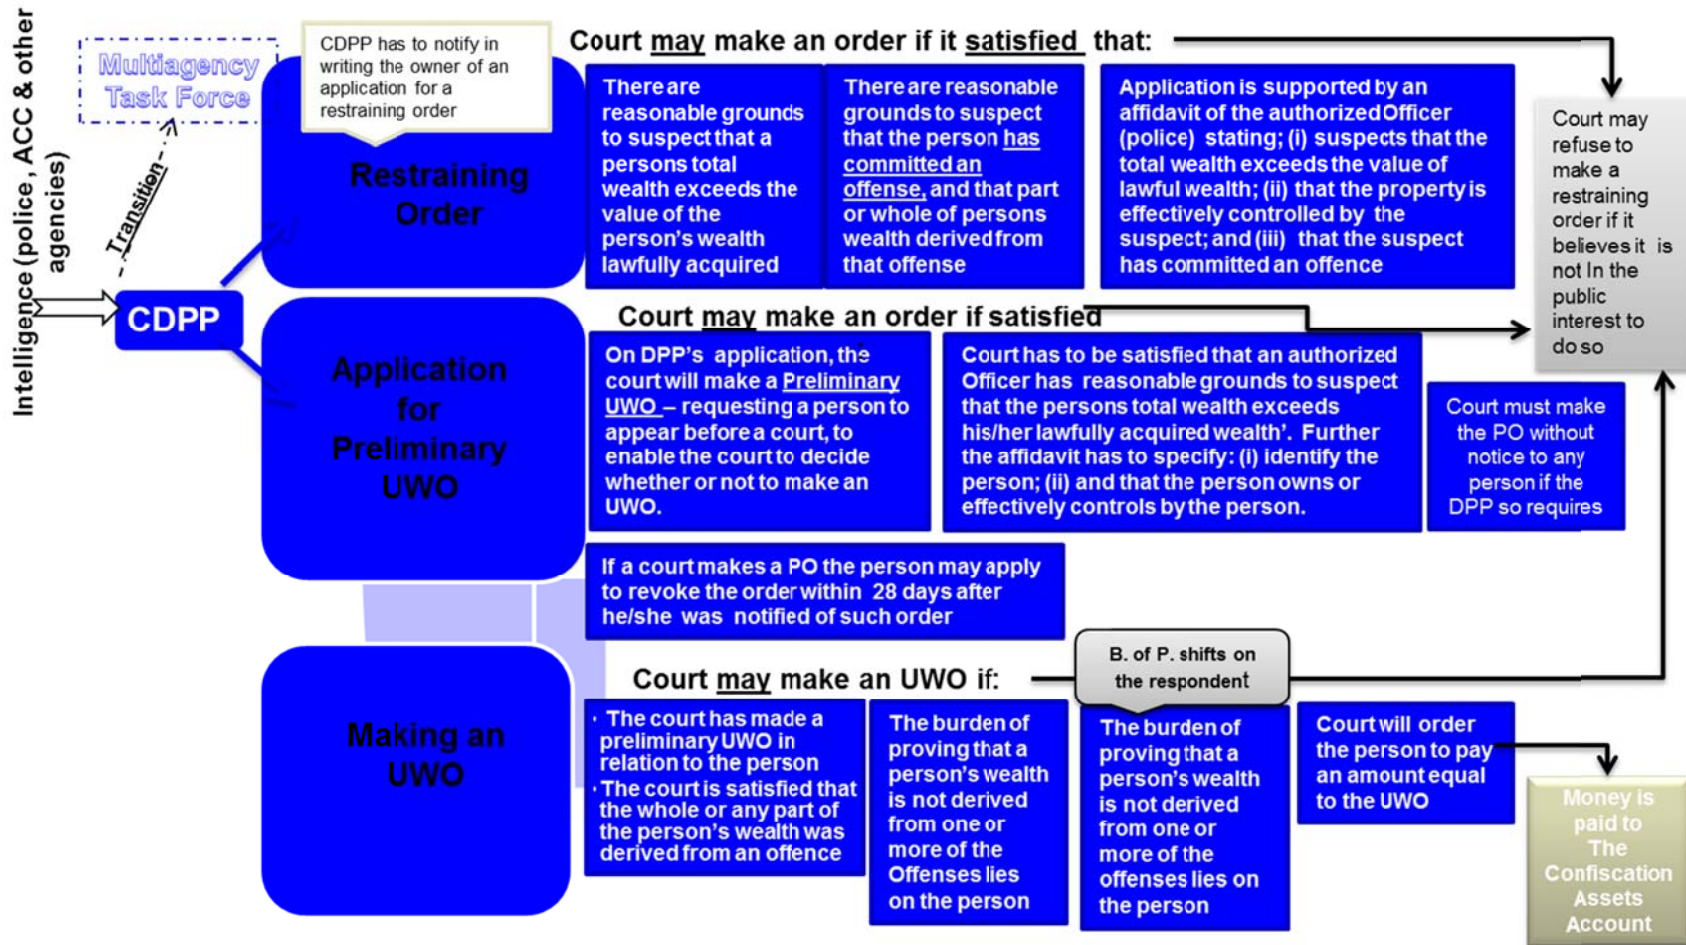 Intelligence (police, ACC & other
agencies)
Multiagency
Task Force
Transition
CDPP
CDPP has to notify in
writing the owner of an
application for a
restraining order
Restraining
Order
Court may make an order if it satisfied that:
There are
reasonable grounds
to suspect that a
persons total
wealth exceeds the
value of the
person's wealth
lawfully acquired
There are reasonable
grounds to suspect
that the person has
committed an
offense, and that part
or whole of persons
wealth derived from
that offense
Application is supported by an
affidavit of the authorized Officer
(police) stating; (i) suspects that the
total wealth exceeds the value of
lawful wealth; (ii) that the property is
effectively controlled by the
suspect; and (iii) that the suspect
has committed an offence
Court may
refuse to
make a
restraining
order if it
believes it is
not In the
public
interest to
do so
Application
for
Preliminary
UWO
Court may make an order if satisfied
On DPP's application, the
court will make a Preliminary
UWO – requesting a person to
appear before a court, to
enable the court to decide
whether or not to make an
UWO.
Court has to be satisfied that an authorized
Officer has reasonable grounds to suspect
that the persons total wealth exceeds
his/her lawfully acquired wealth'. Further
the affidavit has to specify: (i) identify the
person; (ii) and that the person owns or
effectively controls by the person.
Court must make
the PO without
notice to any
person if the
DPP so requires
If a court makes a PO the person may apply
to revoke the order within 28 days after
he/she was notified of such order
Making an
UWO
Court may make an UWO if:
B. of P. shifts on
the respondent
· The court has made a
preliminary UWO in
relation to the person
· The court is satisfied that
the whole or any part of
the person's wealth was
derived from an offence
The burden of
proving that a
person's wealth
is not derived
from one or
more of the
Offenses lies
on the person
The burden of
proving that a
person's wealth
is not derived
from one or
more of the
offenses lies on
the person
Court will order
the person to pay
an amount equal
to the UWO
Money is
paid to
The
Confiscation
Assets
Account